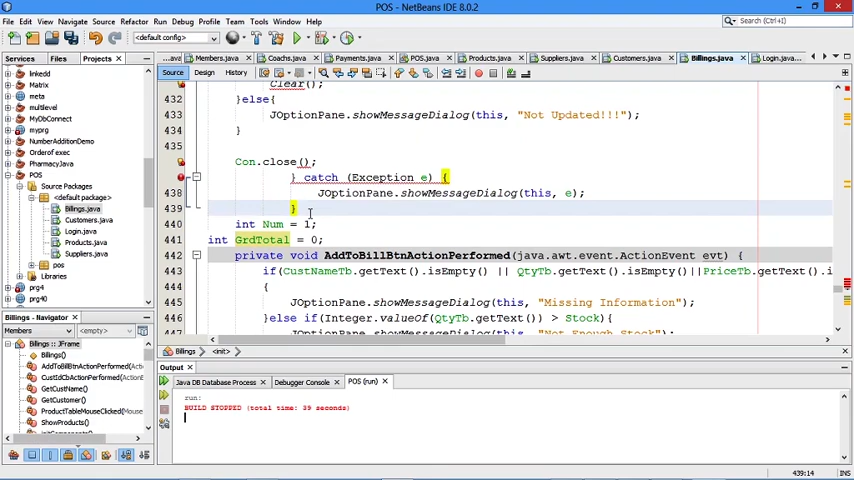 POS - NetBeans IDE 8.0.2
File Edit View Navigate Source Refactor Run Debug Profile Team Tools Window Help
Search (Ctrl+I)
<default config>
Services Files Projects
...ava Members.java Coachs.java Payments.java POS.java Products.java Suppliers.java Customers.java Billings.java Login.java...
Source Design History
linkedd
Matrix
meta
multilevel
MyDbConnect
myprg
NumberAdditionDemo
Orderec
PharmacyJava
POS
Source Packages
<default package>
Billings.java
Customers.java
Login.java
Products.java
Suppliers.java
pos
Libraries
prg4
prg40
Clear();
432 }else{
433 JOptionPane.showMessageDialog(this, "Not Updated!!!");
434 }
435
Con.close();
} catch (Exception e) {
438 JOptionPane.showMessageDialog(this, e);
439 }
440 int Num = 1;
441 int GrdTotal = 0;
442 private void AddToBillBtnActionPerformed(java.awt.event.ActionEvent evt) {
443 if(CustNameTb.getText().isEmpty() || QtyTb.getText().isEmpty()||PriceTb.getText().i
444 {
445 JOptionPane.showMessageDialog(this, "Missing Information");
446 }else if(Integer.valueOf(QtyTb.getText()) > Stock){
447 JOptionPane.showMessageDialog(this, "Not Enough Stock");
Billings - Navigator
Members <empty>
Billings :: JFrame
Billings()
AddToBillBtnActionPerformed(
CustIdCbActionPerformed(Action
GetCustName()
GetCustomer()
ProductTableMouseClicked(Mous
ShowProducts()
Billings <init>
Output
Java DB Database Process Debugger Console POS (run)
run:
BUILD STOPPED (total time: 39 seconds)
439:14 INS